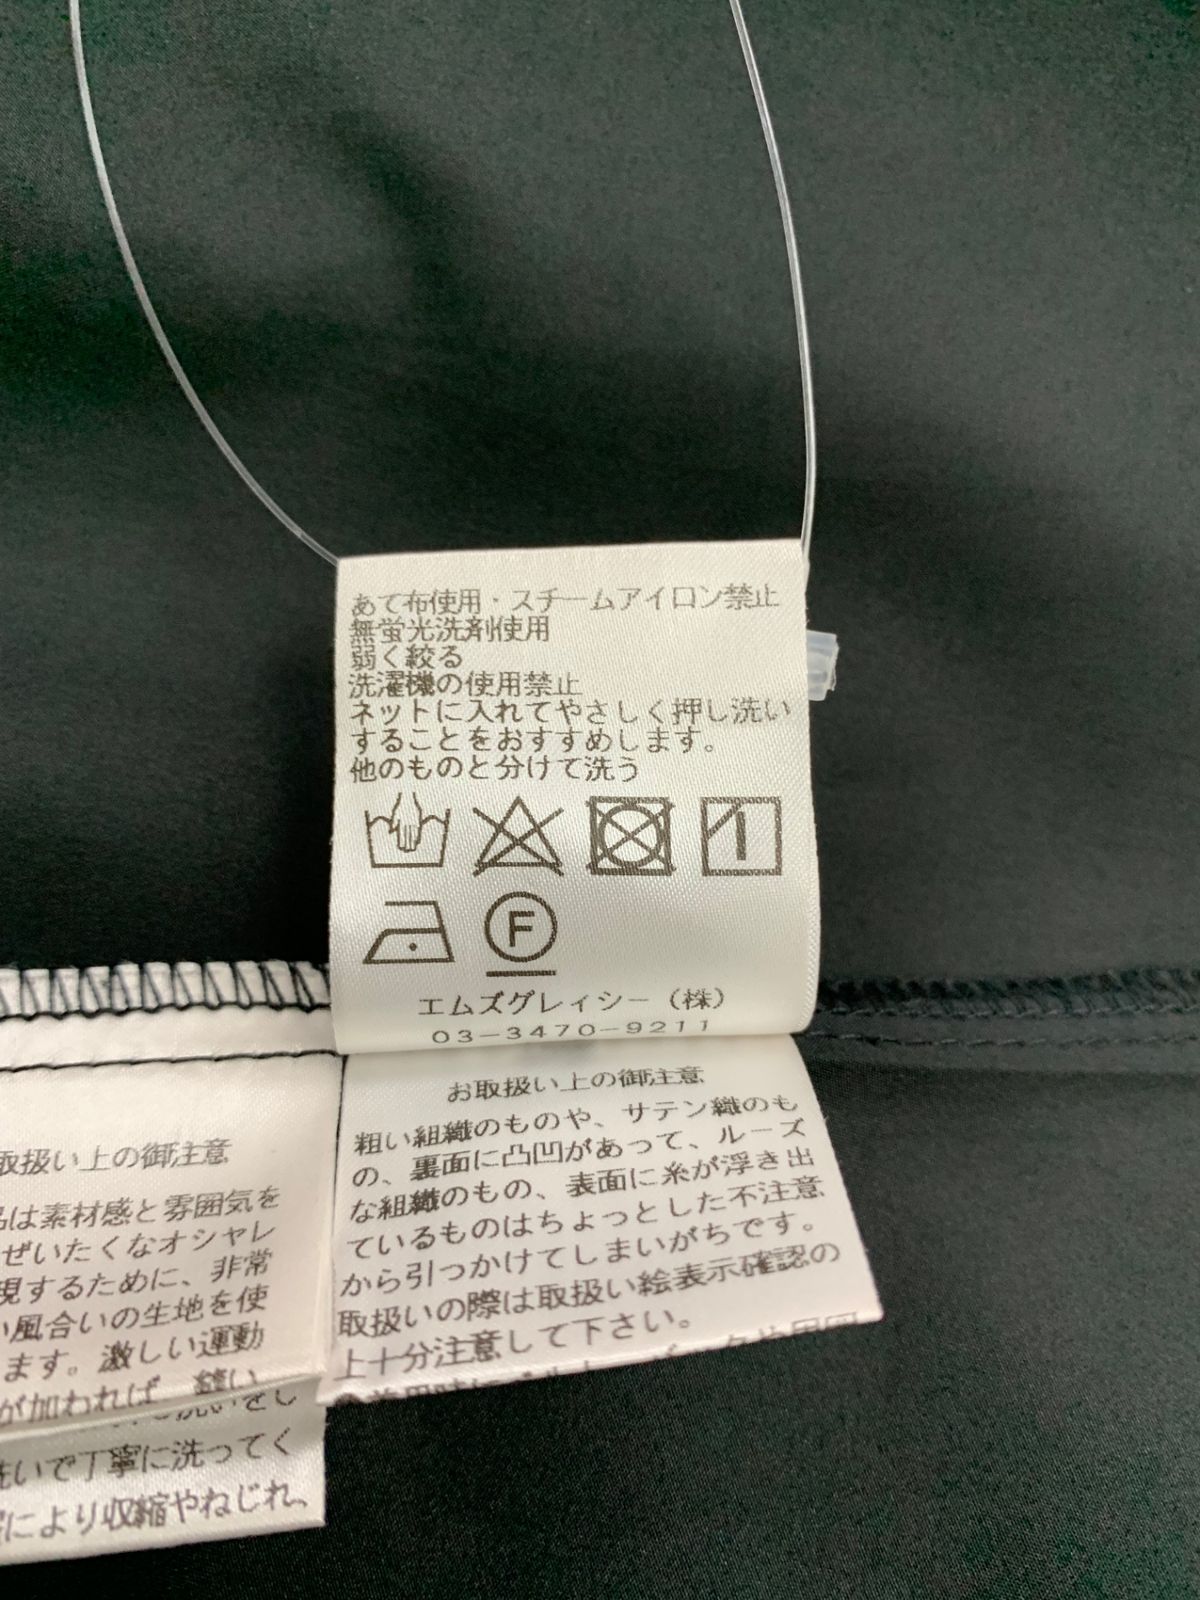 あて布使用・スチームアイロン禁止
無蛍光洗剤使用
弱く絞る
洗濯機の使用禁止
ネットに入れてやさしく押し洗い
することをおすすめします。
他のものと分けて洗う
F
エムズグレィシー(株)
03-3470-9211
お取扱い上の御注意
粗い組織のものや、サテン織のも
の、裏面に凸凹があって、ルーズ
な組織のもの、表面に糸が浮き出
ているものはちょっとした不注意
から引っかけてしまいがちです。
取扱いの際は取扱い絵表示確認の
上十分注意して下さい。
取扱い上の御注意
品は素材感と雰囲気を
ぜいたくなオシャレ
現するために、非常
い風合いの生地を使
ます。激しい運動
が加われば、縫い
洗いをし
洗いで丁寧に洗ってく
により収縮やねじれ、